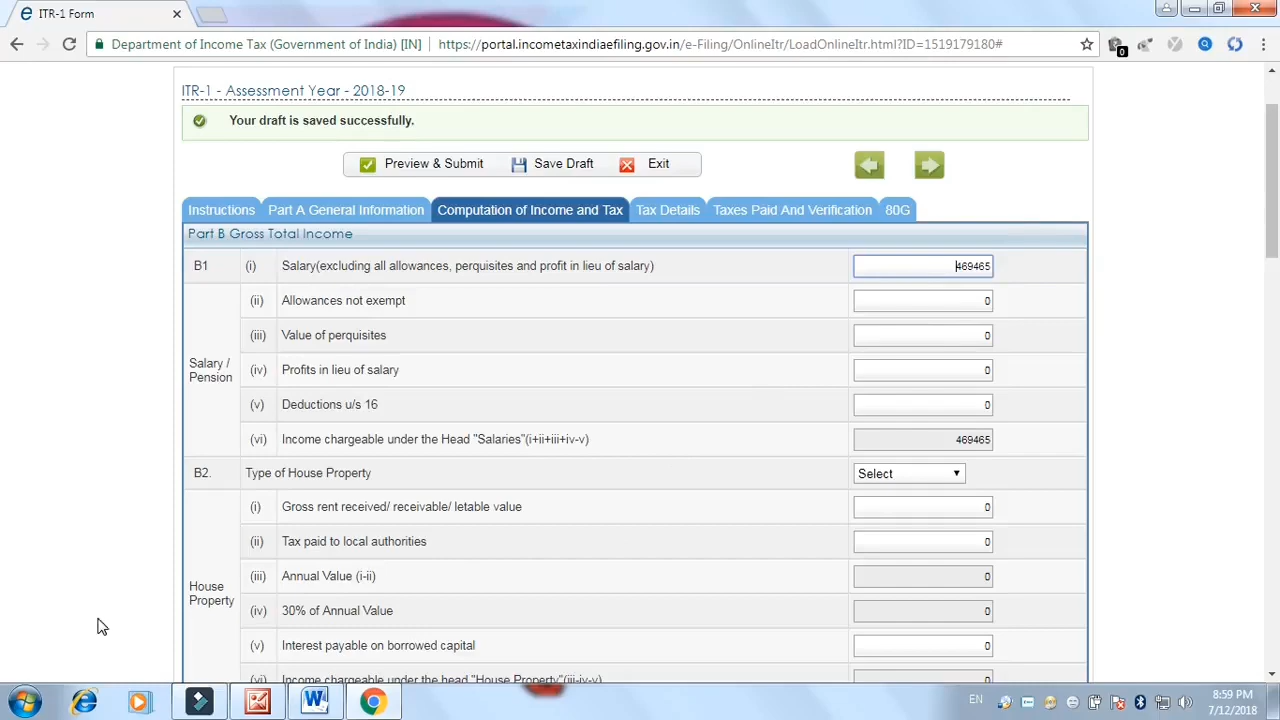 ITR-1 Form
Department of Income Tax (Government of India) [IN] https://portal.incometaxindiaefiling.gov.in/e-Filing/OnlineItr/LandOnlineItr.html?ID=1519179180#
0
ITR-1 - Assessment Year - 2018-19
Your draft is saved successfully.
Preview & Submit Save Draft Exit
Instructions Part A General Information Computation of Income and Tax Tax Details Taxes Paid And Verification 80G
Part B Gross Total Income
B1 (i) Salary(excluding all allowances, perquisites and profit in lieu of salary) 469465
(ii) Allowances not exempt 0
(iii) Value of perquisites 0
Salary / Pension
(iv) Profits in lieu of salary 0
(v) Deductions u/s 16 0
(vi) Income chargeable under the Head "Salaries"(i+ii+iii+iv-v) 469465
B2. Type of House Property Select
(i) Gross rent received/ receivable/ letable value 0
(ii) Tax paid to local authorities 0
(iii) Annual Value (i-ii) 0
House Property
(iv) 30% of Annual Value 0
(v) Interest payable on borrowed capital 0
(vi) Income chargeable under the head "House Property"(iii-iv-v) 0
EN 8:59 PM
7/12/2018